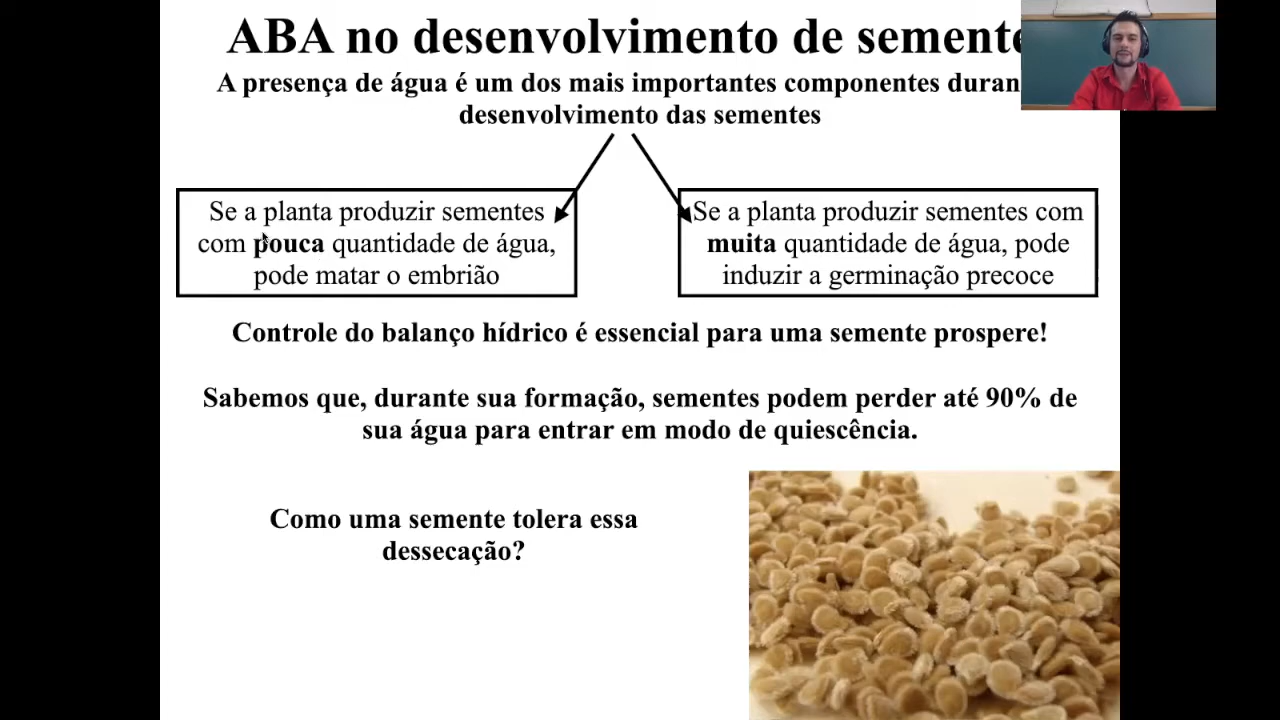 ABA no desenvolvimento de semente
A presença de água é um dos mais importantes componentes duran
desenvolvimento das sementes
Se a planta produzir sementes
com pouca quantidade de água,
pode matar o embrião
Se a planta produzir sementes com
muita quantidade de água, pode
induzir a germinação precoce
Controle do balanço hídrico é essencial para uma semente prospere!
Sabemos que, durante sua formação, sementes podem perder até 90% de
sua água para entrar em modo de quiescência.
Como uma semente tolera essa
dessecação?